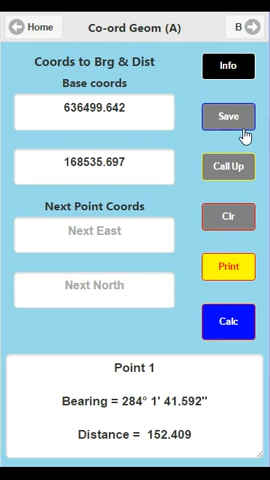 Home
Co-ord Geom (A)
B
Coords to Brg & Dist
Info
Base coords
636499.642
Save
168535.697
Call Up
Next Point Coords
Clr
Next East
Print
Next North
Calc
Point 1
Bearing = 284° 1' 41.592"
Distance = 152.409